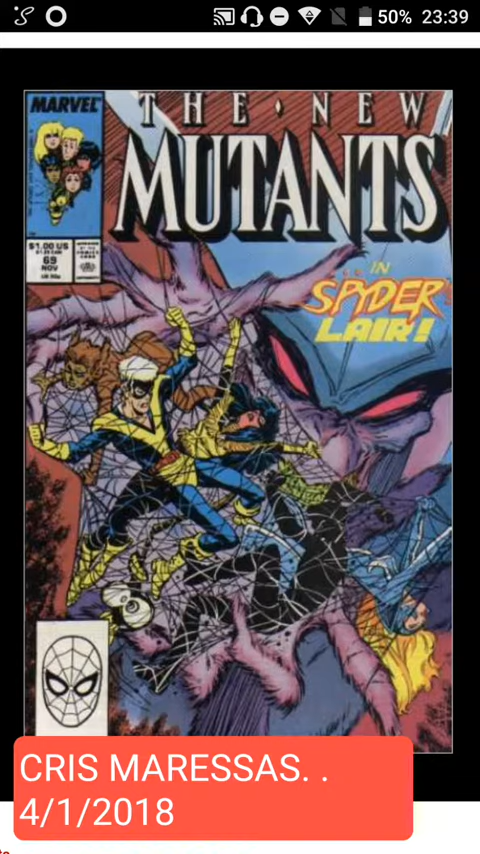 50% 23:39
MARVEL
THE NEW
MUTANTS
$1.00 US
69
NOV
IN
SPYDER
LAIR!
CRIS MARESSAS. .
4/1/2018